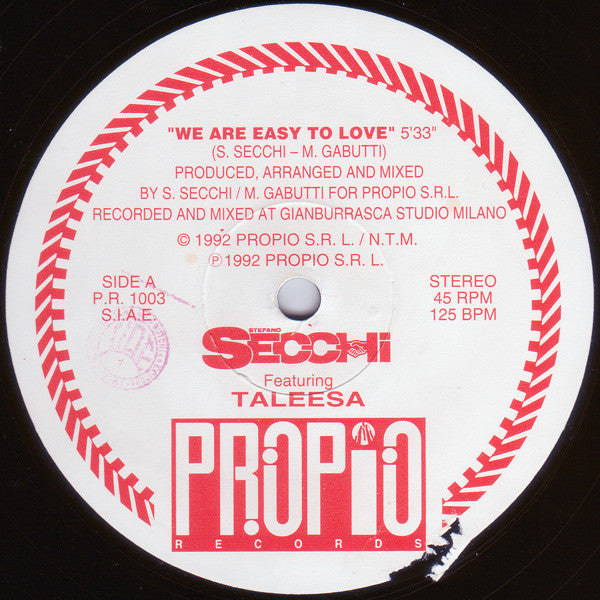 "WE ARE EASY TO LOVE" 5'33"
(S. SECCHI – M. GABUTTI)
PRODUCED, ARRANGED AND MIXED
BY S. SECCHI / M. GABUTTI FOR PROPIO S.R.L.
RECORDED AND MIXED AT GIANBURRASCA STUDIO MILANO
© 1992 PROPIO S.R. L. / N.T.M.
℗ 1992 PROPIO S. R. L.
SIDE A
P.R. 1003
S.I.A.E.
STEREO
45 RPM
125 BPM
STEFANO
SECCHI
Featuring
TALEESA
PROPIO
RECORDS